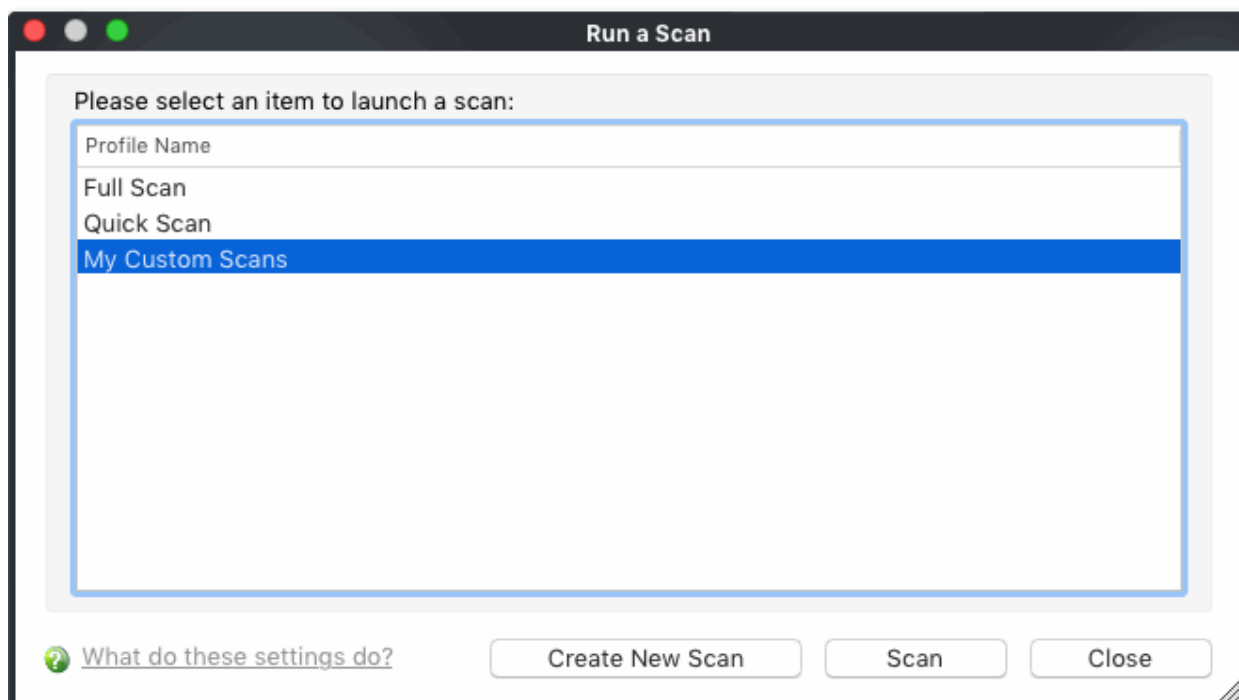 Run a Scan
Please select an item to launch a scan:
Profile Name
Full Scan
Quick Scan
My Custom Scans
What do these settings do?
Create New Scan
Scan
Close